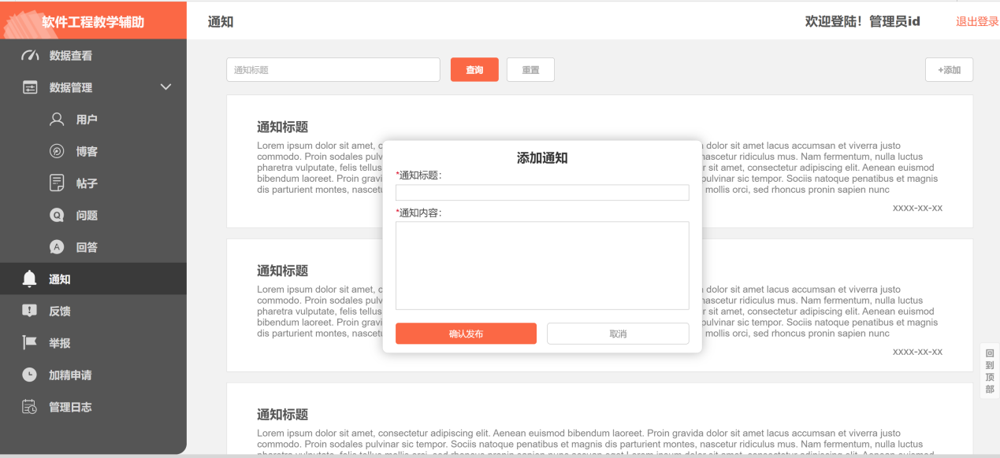 软件工程教学辅助
通知
欢迎登陆！管理员id
退出登录
数据查看
数据管理
用户
博客
帖子
问题
回答
通知
反馈
举报
加精申请
管理日志
通知标题
查询
重置
+添加
通知标题
Lorem ipsum dolor sit amet, c
commodo. Proin sodales pulv
pharetra vulputate, felis tellus
bibendum laoreet. Proin gravi
dis parturient montes, nascetu
dolor sit amet lacus accumsan et viverra justo
nascetur ridiculus mus. Nam fermentum, nulla luctus
r sit amet, consectetur adipiscing elit. Aenean euismod
pulvinar sic tempor. Sociis natoque penatibus et magnis
mollis orci, sed rhoncus pronin sapien nunc
xxxx-xx-xx
添加通知
*通知标题：
*通知内容：
确认发布
取消
通知标题
Lorem ipsum dolor sit amet, c
commodo. Proin sodales pulv
pharetra vulputate, felis tellus
bibendum laoreet. Proin gravi
dis parturient montes, nascetu
dolor sit amet lacus accumsan et viverra justo
nascetur ridiculus mus. Nam fermentum, nulla luctus
r sit amet, consectetur adipiscing elit. Aenean euismod
pulvinar sic tempor. Sociis natoque penatibus et magnis
mollis orci, sed rhoncus pronin sapien nunc
xxxx-xx-xx
回
到
顶
部
通知标题
Lorem ipsum dolor sit amet, consectetur adipiscing elit. Aenean euismod bibendum laoreet. Proin gravida dolor sit amet lacus accumsan et viverra justo
commodo. Proin sodales pulvinar sic tempor. Sociis natoque penatibus et magnis dis parturient montes, nascetur ridiculus mus. Nam fermentum, nulla luctus